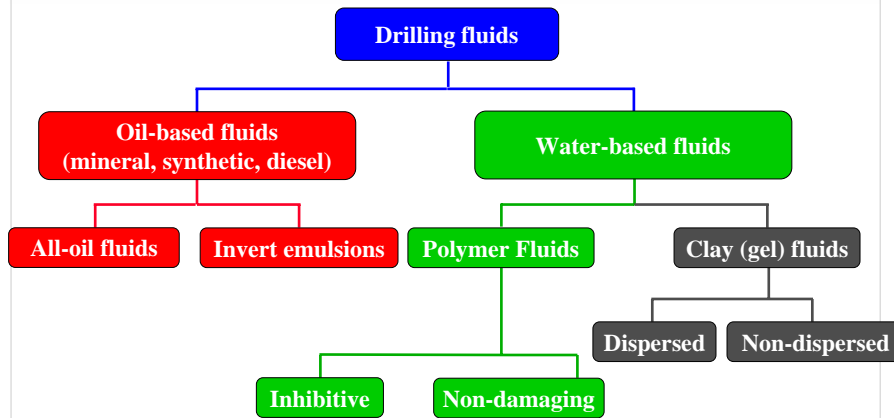 Drilling fluids
Oil-based fluids
(mineral, synthetic, diesel)
Water-based fluids
All-oil fluids
Invert emulsions
Polymer Fluids
Clay (gel) fluids
Dispersed
Non-dispersed
Inhibitive
Non-damaging